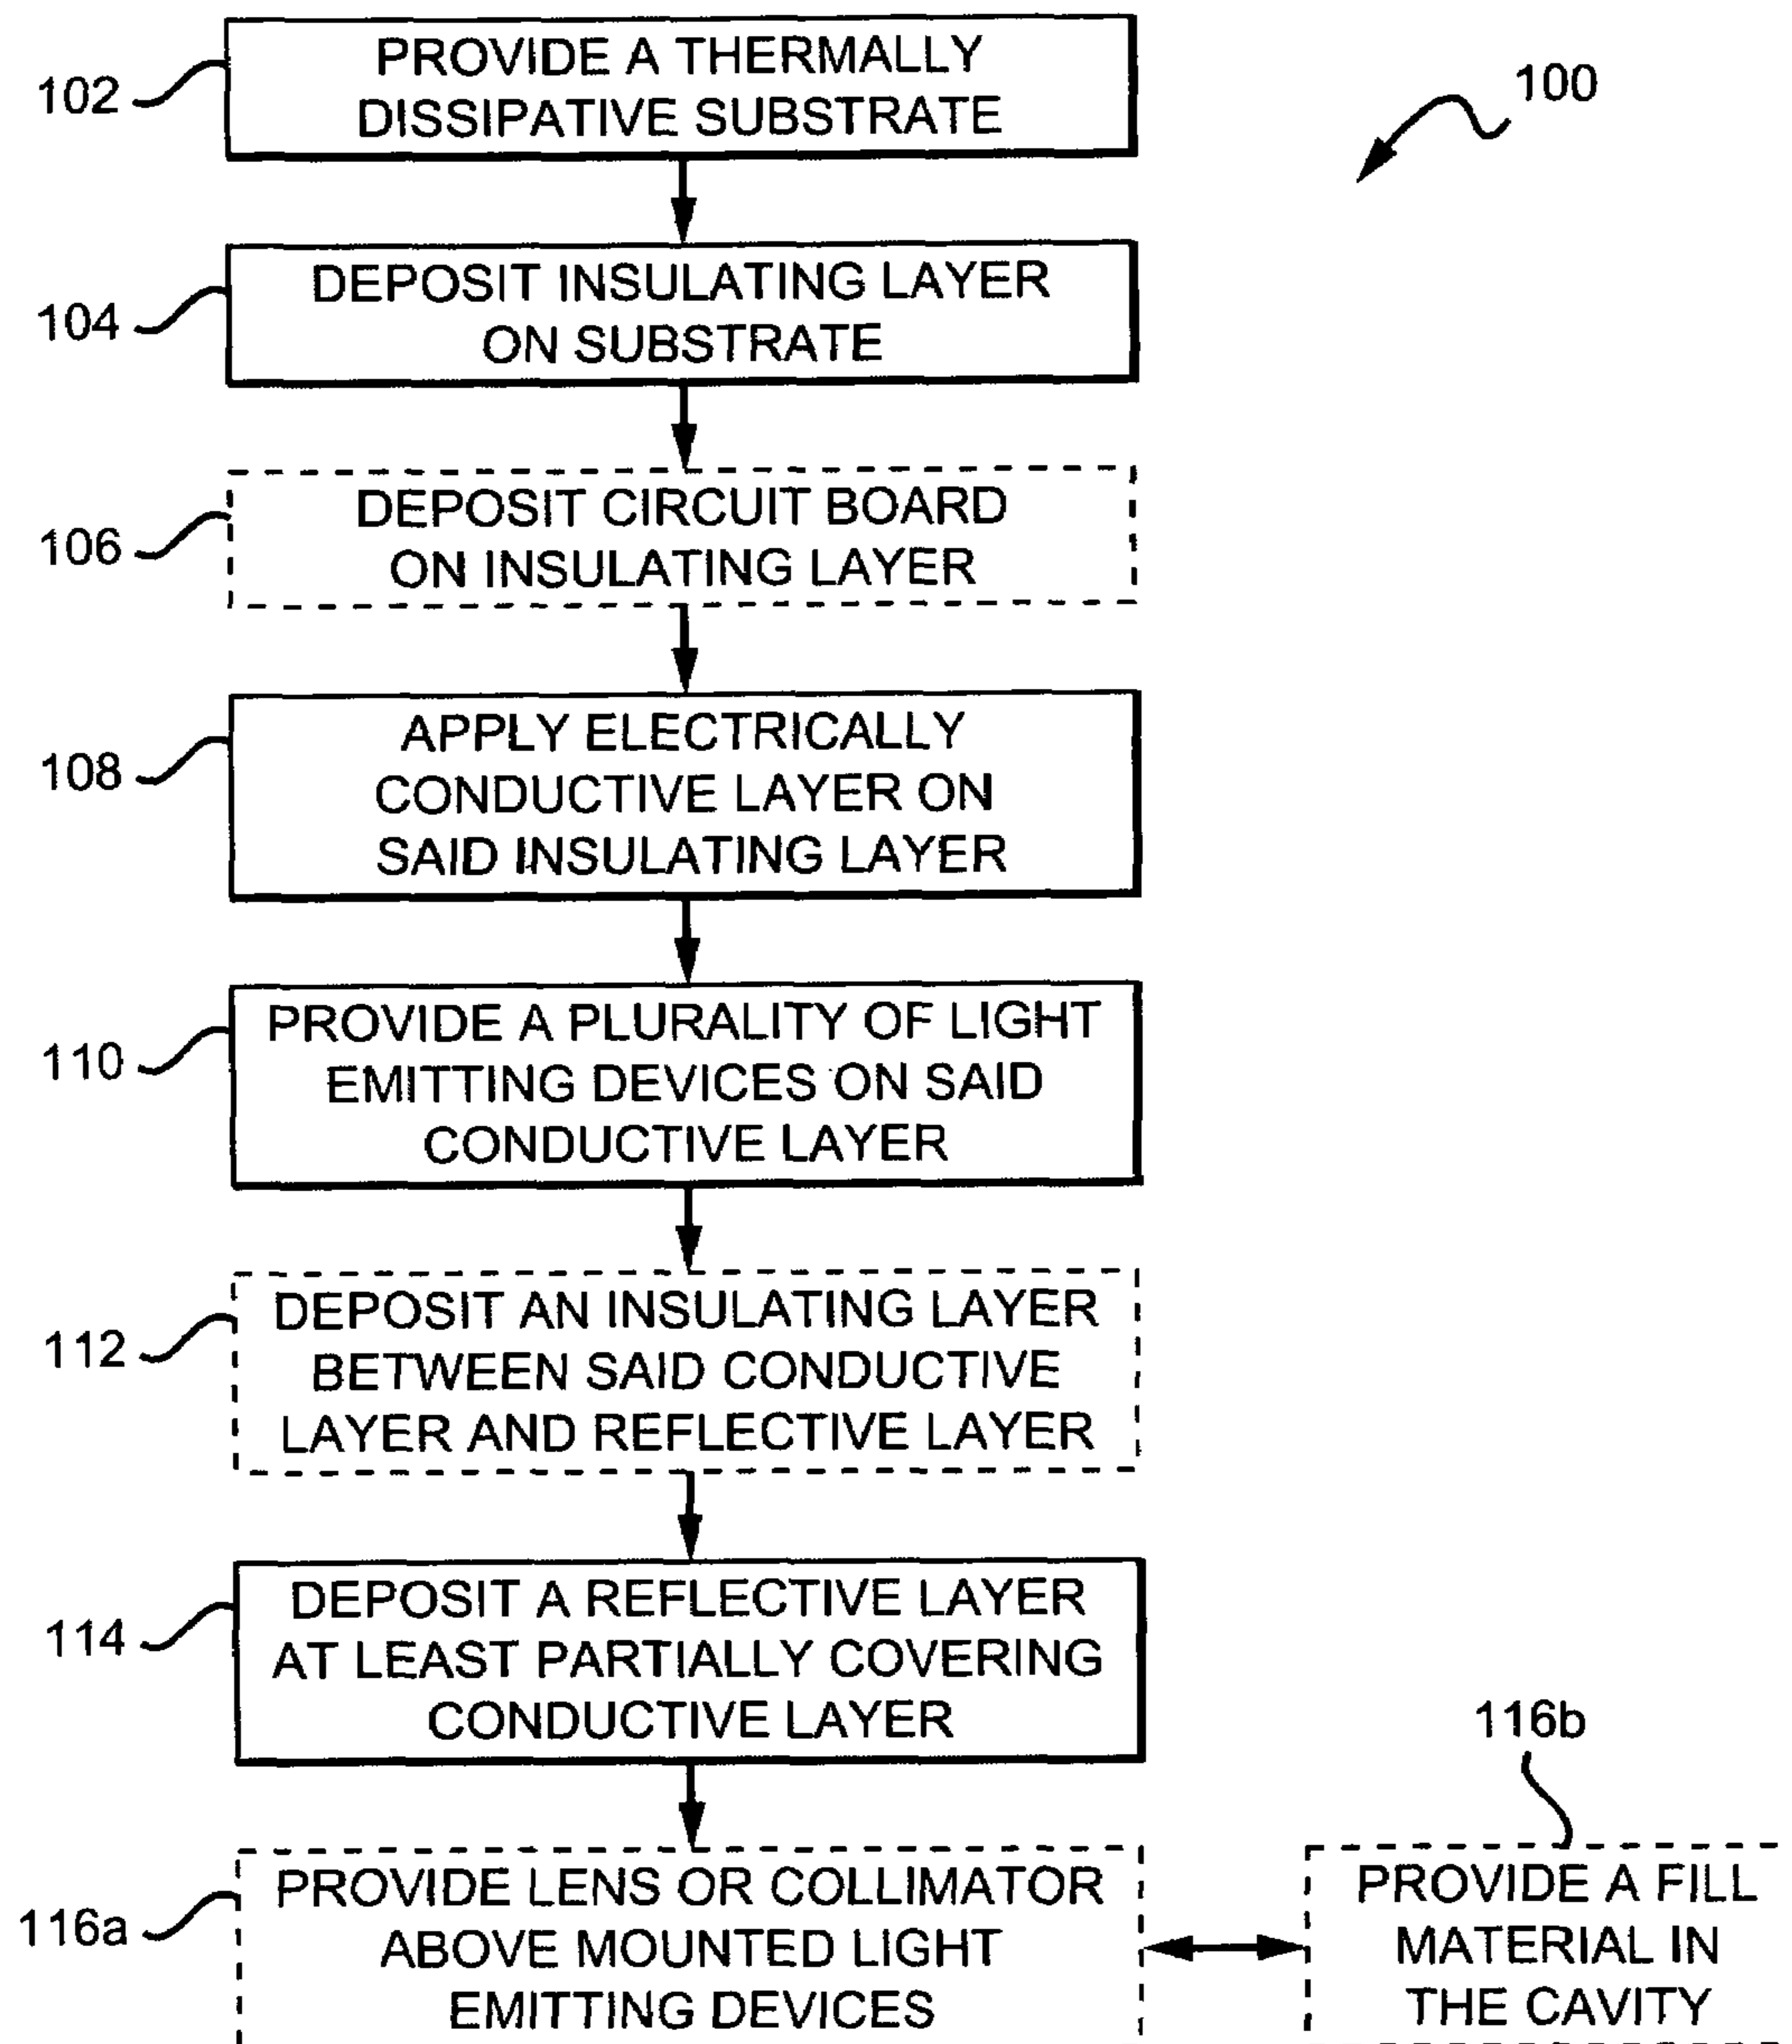 102
PROVIDE A THERMALLY
DISSIPATIVE SUBSTRATE
100
104
DEPOSIT INSULATING LAYER
ON SUBSTRATE
106
DEPOSIT CIRCUIT BOARD
ON INSULATING LAYER
108
APPLY ELECTRICALLY
CONDUCTIVE LAYER ON
SAID INSULATING LAYER
110
PROVIDE A PLURALITY OF LIGHT
EMITTING DEVICES ON SAID
CONDUCTIVE LAYER
112
DEPOSIT AN INSULATING LAYER
BETWEEN SAID CONDUCTIVE
LAYER AND REFLECTIVE LAYER
114
DEPOSIT A REFLECTIVE LAYER
AT LEAST PARTIALLY COVERING
CONDUCTIVE LAYER
116a
PROVIDE LENS OR COLLIMATOR
ABOVE MOUNTED LIGHT
EMITTING DEVICES
116b
PROVIDE A FILL
MATERIAL IN
THE CAVITY